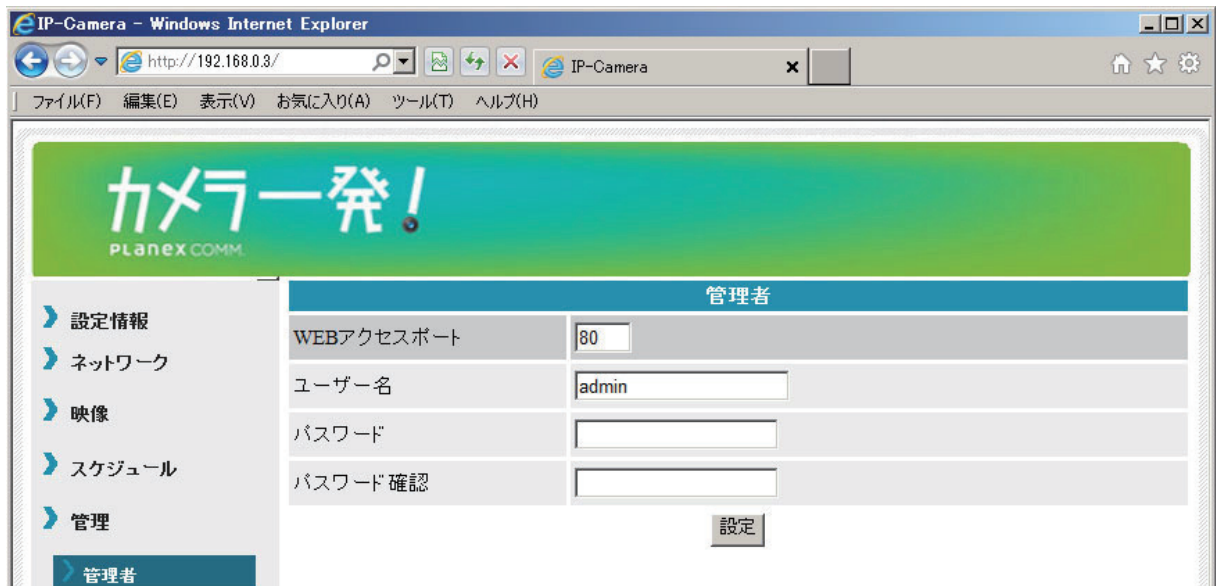 IP-Camera - Windows Internet Explorer
http://192.168.0.3/
IP-Camera
ファイル(F) 編集(E) 表示(V) お気に入り(A) ツール(T) ヘルプ(H)
カメラ一発!
PLanex COMM.
設定情報
ネットワーク
映像
スケジュール
管理
管理者
管理者
WEBアクセスポート 80
ユーザー名 admin
パスワード
パスワード確認
設定